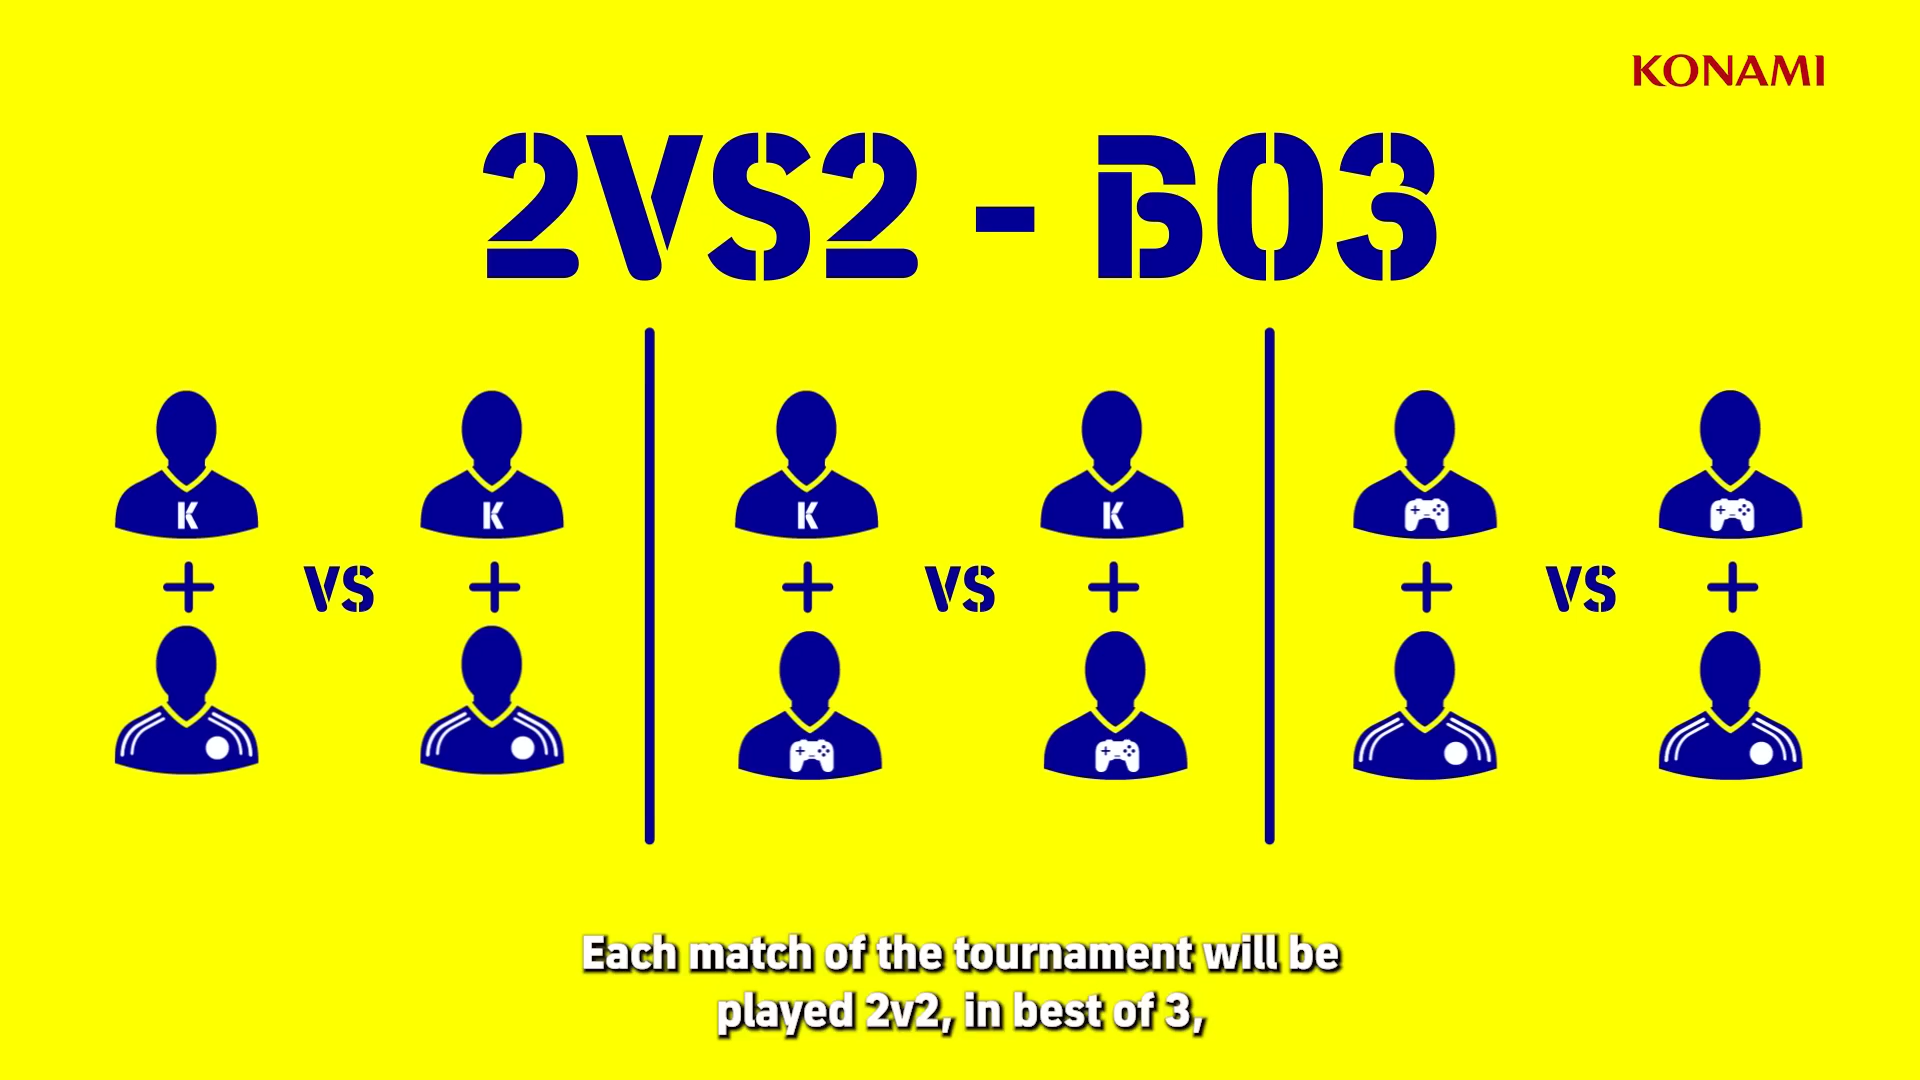 KONAMI
2VS2 - BO3
K K K K
VS VS VS
Each match of the tournament will be
played 2v2, in best of 3,